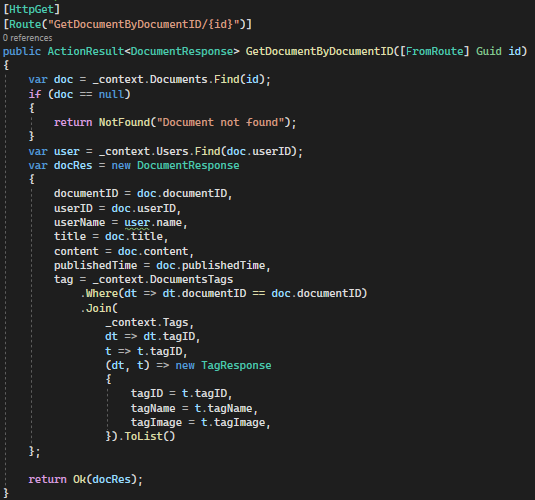 [HttpGet]
[Route("GetDocumentByDocumentID/{id}")]
0 references
public ActionResult<DocumentResponse> GetDocumentByDocumentID([FromRoute] Guid id)
{
    var doc = _context.Documents.Find(id);
    if (doc == null)
    {
        return NotFound("Document not found");
    }
    var user = _context.Users.Find(doc.userID);
    var docRes = new DocumentResponse
    {
        documentID = doc.documentID,
        userID = doc.userID,
        userName = user.name,
        title = doc.title,
        content = doc.content,
        publishedTime = doc.publishedTime,
        tag = _context.DocumentsTags
            .Where(dt => dt.documentID == doc.documentID)
            .Join(
                _context.Tags,
                dt => dt.tagID,
                t => t.tagID,
                (dt, t) => new TagResponse
                {
                    tagID = t.tagID,
                    tagName = t.tagName,
                    tagImage = t.tagImage,
                }).ToList()
    };

    return Ok(docRes);
}